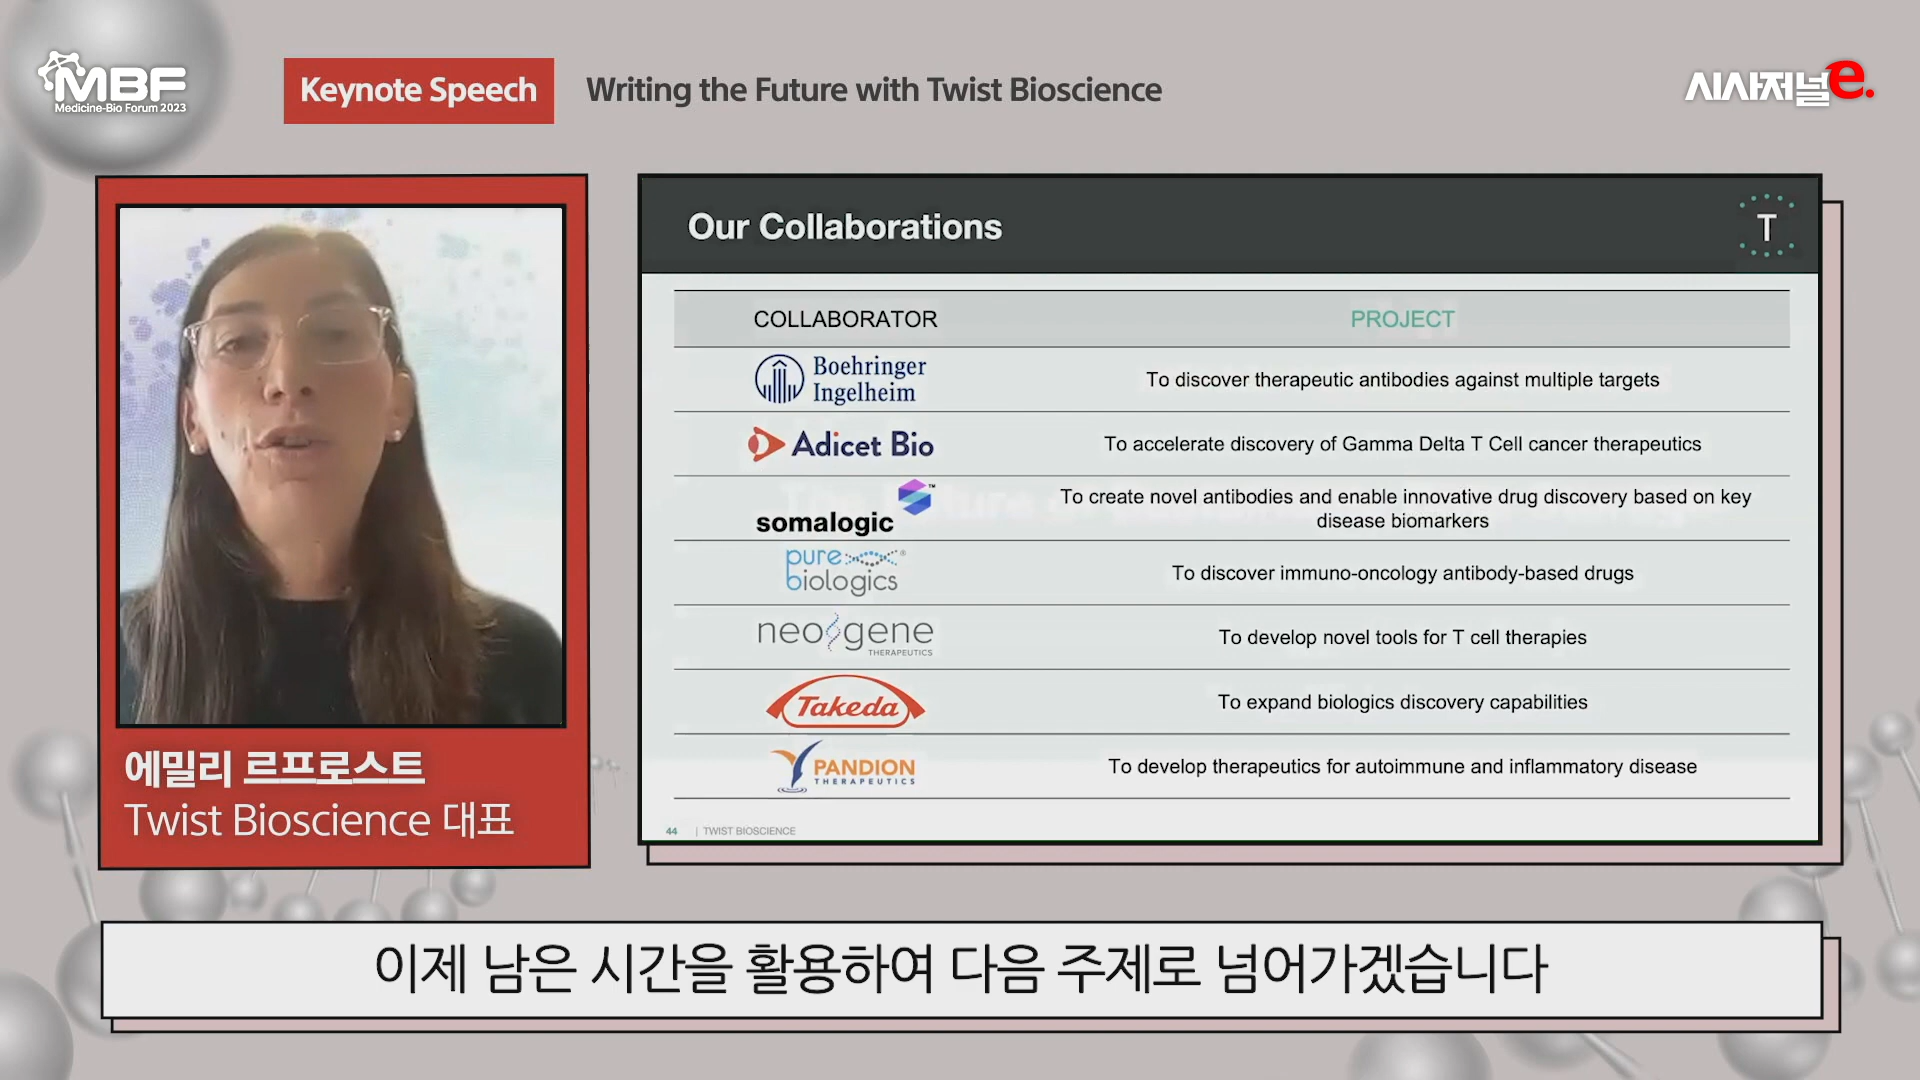 MBF
Medicine-Bio Forum 2023
Keynote Speech
Writing the Future with Twist Bioscience
시사저널e.
Our Collaborations
T
COLLABORATOR
PROJECT
Boehringer
Ingelheim
To discover therapeutic antibodies against multiple targets
Adicet Bio
To accelerate discovery of Gamma Delta T Cell cancer therapeutics
somalogic™
To create novel antibodies and enable innovative drug discovery based on key
disease biomarkers
pure®
biologics
To discover immuno-oncology antibody-based drugs
neogene
THERAPEUTICS
To develop novel tools for T cell therapies
Takeda
To expand biologics discovery capabilities
PANDION
THERAPEUTICS
To develop therapeutics for autoimmune and inflammatory disease
44 | TWIST BIOSCIENCE
에밀리 르프로스트
Twist Bioscience 대표
이제 남은 시간을 활용하여 다음 주제로 넘어가겠습니다